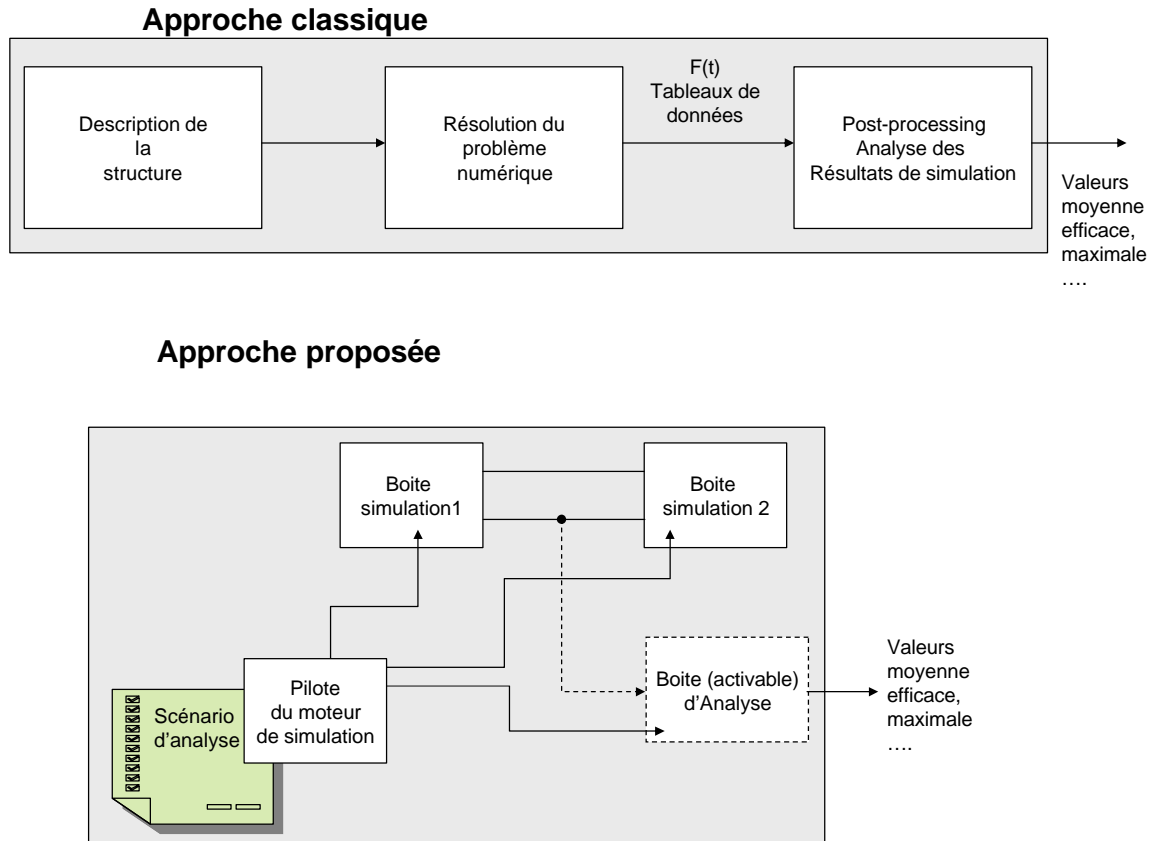 Approche classique
Description de
la
structure
Résolution du
problème
numérique
F(t)
Tableaux de
données
Post-processing
Analyse des
Résultats de simulation
Valeurs
moyenne
efficace,
maximale
….
Approche proposée
Boite
simulation1
Boite
simulation 2
Scénario
d’analyse
Pilote
du moteur
de simulation
Boite (activable)
d’Analyse
Valeurs
moyenne
efficace,
maximale
….